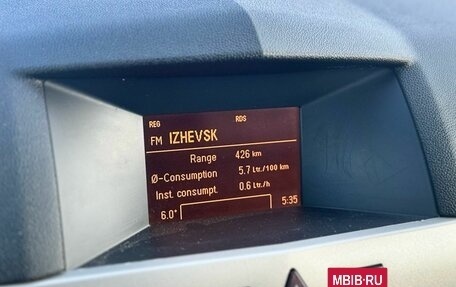 REG RDS
FM IZHEVSK
Range 426 km
Ø-Consumption 5.7 Ltr./100 km
Inst. consumpt. 0.6 Ltr./h
6.0° 5:35
MBIB.RU